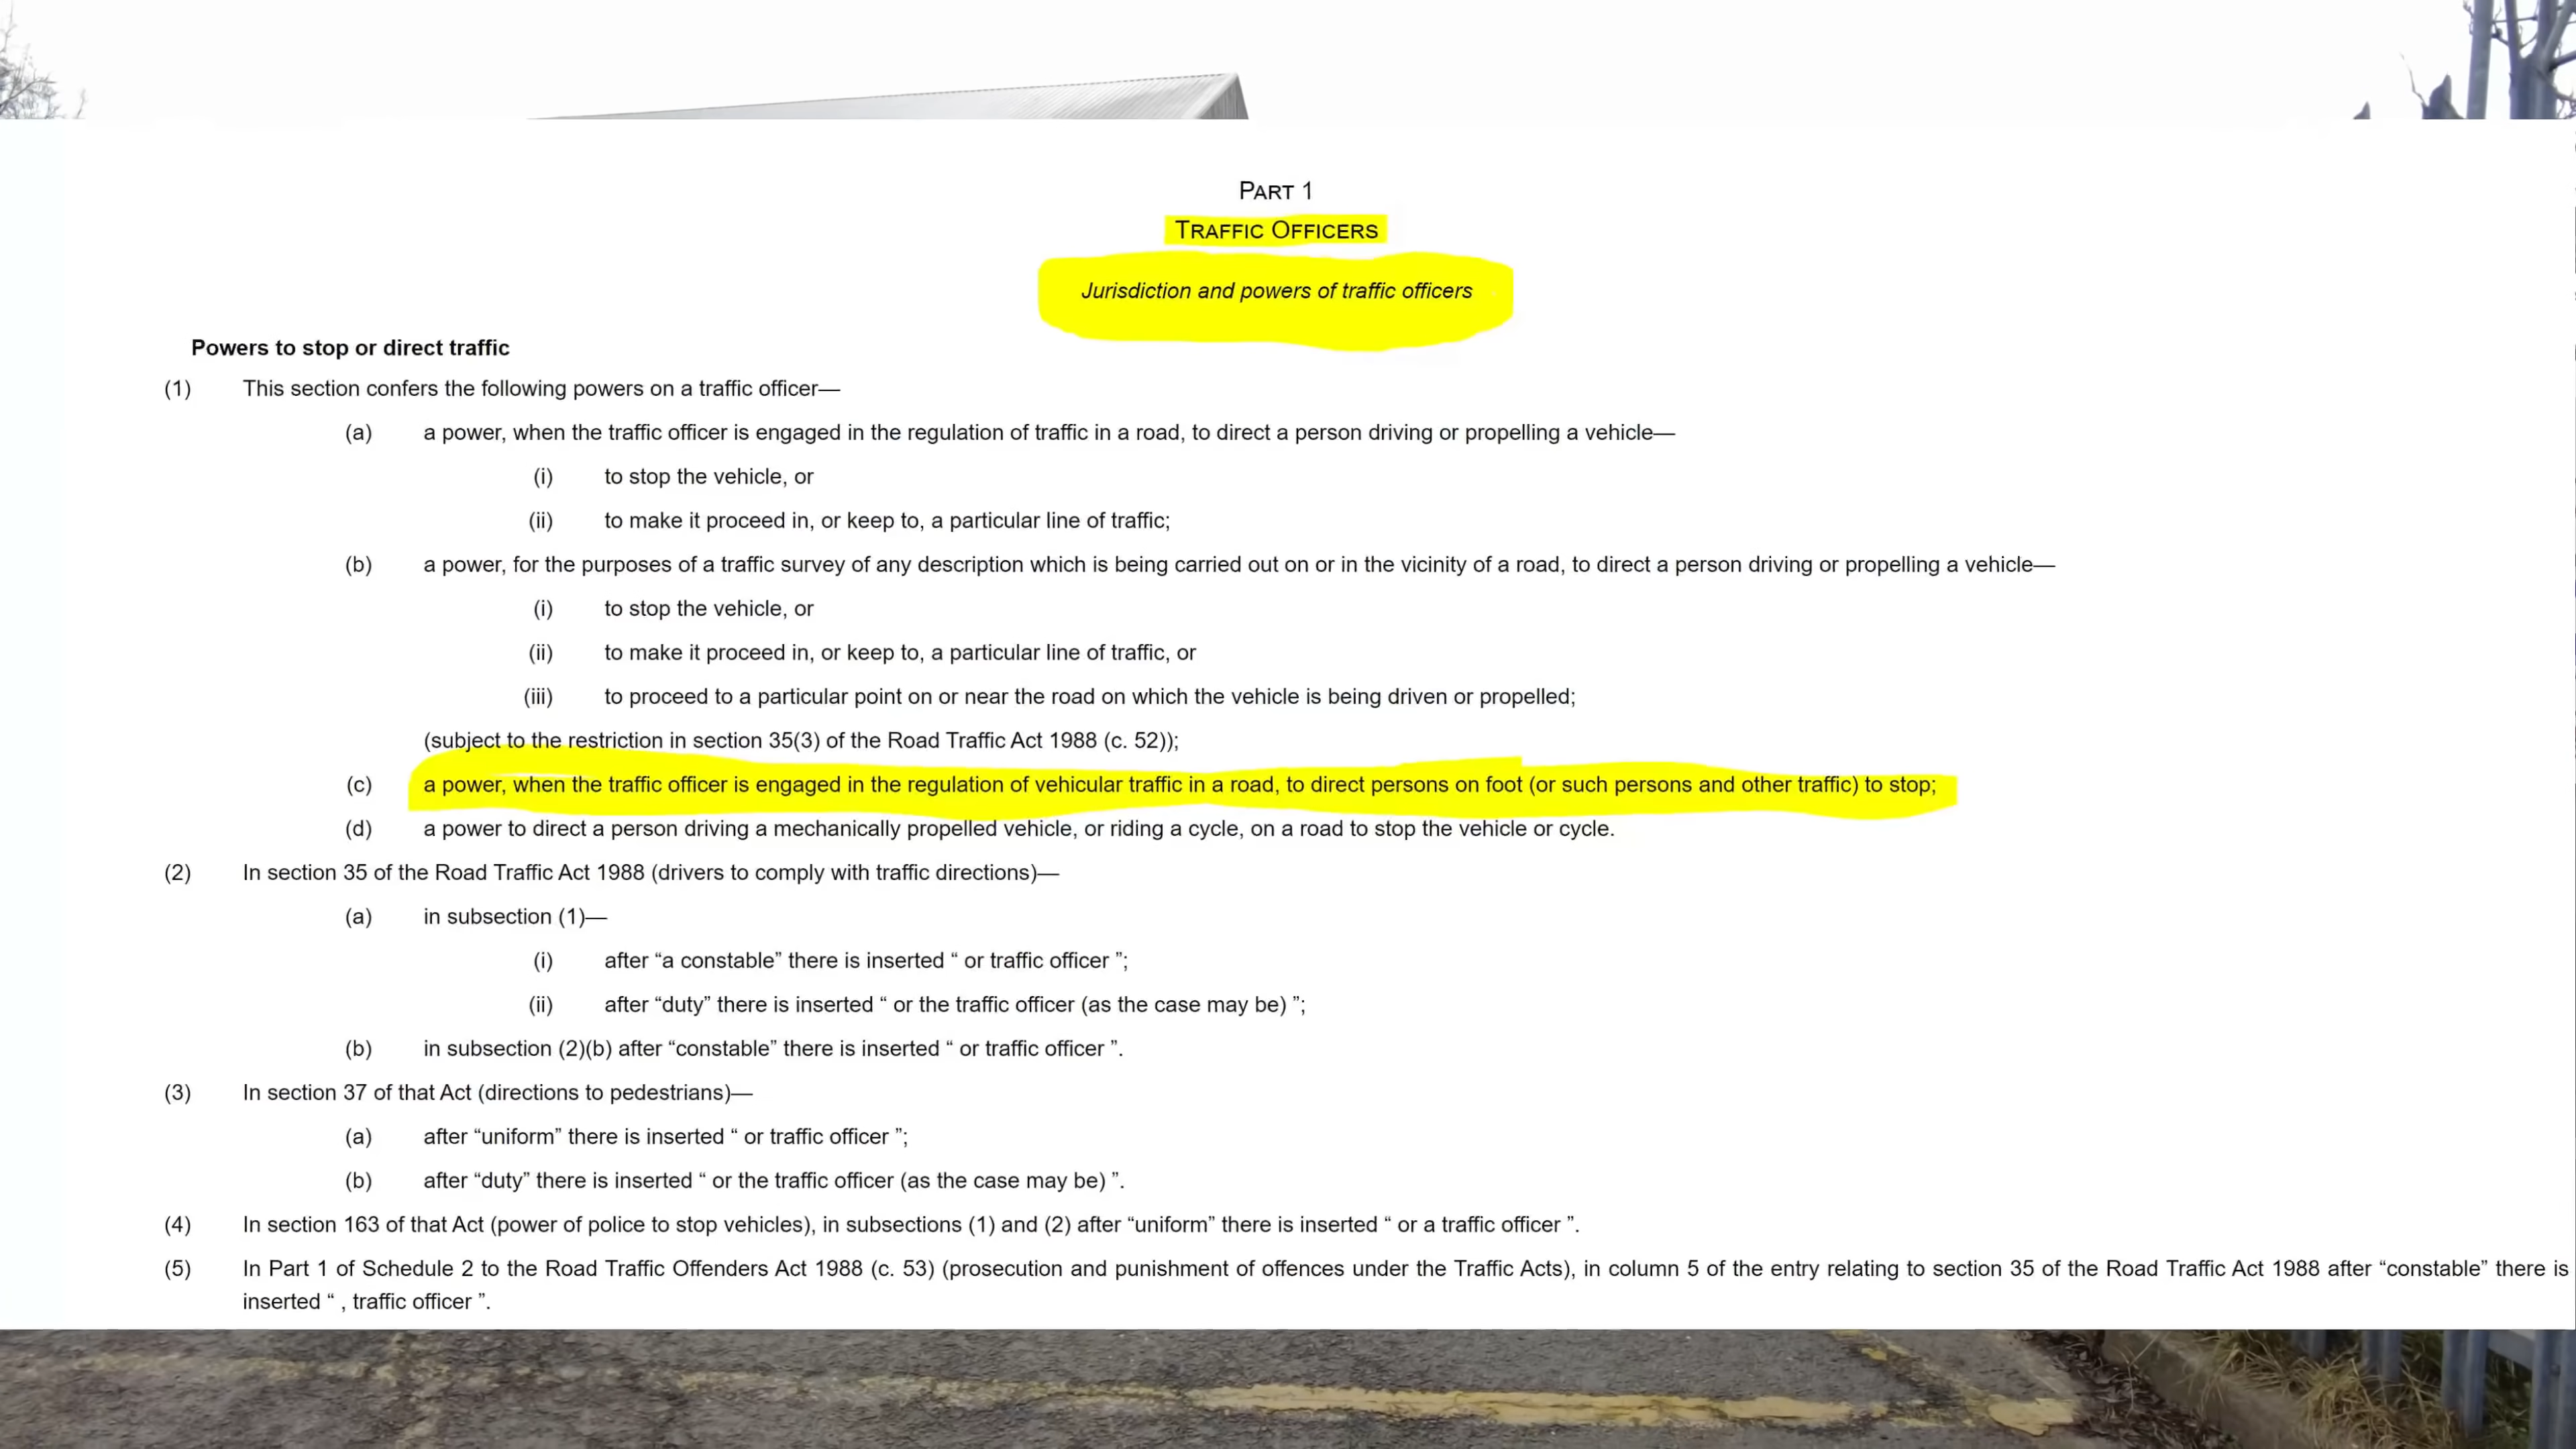 PART 1
TRAFFIC OFFICERS
Jurisdiction and powers of traffic officers
Powers to stop or direct traffic
(1) This section confers the following powers on a traffic officer—
(a) a power, when the traffic officer is engaged in the regulation of traffic in a road, to direct a person driving or propelling a vehicle—
(i) to stop the vehicle, or
(ii) to make it proceed in, or keep to, a particular line of traffic;
(b) a power, for the purposes of a traffic survey of any description which is being carried out on or in the vicinity of a road, to direct a person driving or propelling a vehicle—
(i) to stop the vehicle, or
(ii) to make it proceed in, or keep to, a particular line of traffic, or
(iii) to proceed to a particular point on or near the road on which the vehicle is being driven or propelled;
(subject to the restriction in section 35(3) of the Road Traffic Act 1988 (c. 52));
(c) a power, when the traffic officer is engaged in the regulation of vehicular traffic in a road, to direct persons on foot (or such persons and other traffic) to stop;
(d) a power to direct a person driving a mechanically propelled vehicle, or riding a cycle, on a road to stop the vehicle or cycle.
(2) In section 35 of the Road Traffic Act 1988 (drivers to comply with traffic directions)—
(a) in subsection (1)—
(i) after “a constable” there is inserted “ or traffic officer ”;
(ii) after “duty” there is inserted “ or the traffic officer (as the case may be) ”;
(b) in subsection (2)(b) after “constable” there is inserted “ or traffic officer ”.
(3) In section 37 of that Act (directions to pedestrians)—
(a) after “uniform” there is inserted “ or traffic officer ”;
(b) after “duty” there is inserted “ or the traffic officer (as the case may be) ”.
(4) In section 163 of that Act (power of police to stop vehicles), in subsections (1) and (2) after “uniform” there is inserted “ or a traffic officer ”.
(5) In Part 1 of Schedule 2 to the Road Traffic Offenders Act 1988 (c. 53) (prosecution and punishment of offences under the Traffic Acts), in column 5 of the entry relating to section 35 of the Road Traffic Act 1988 after “constable” there is
inserted “ , traffic officer ”.